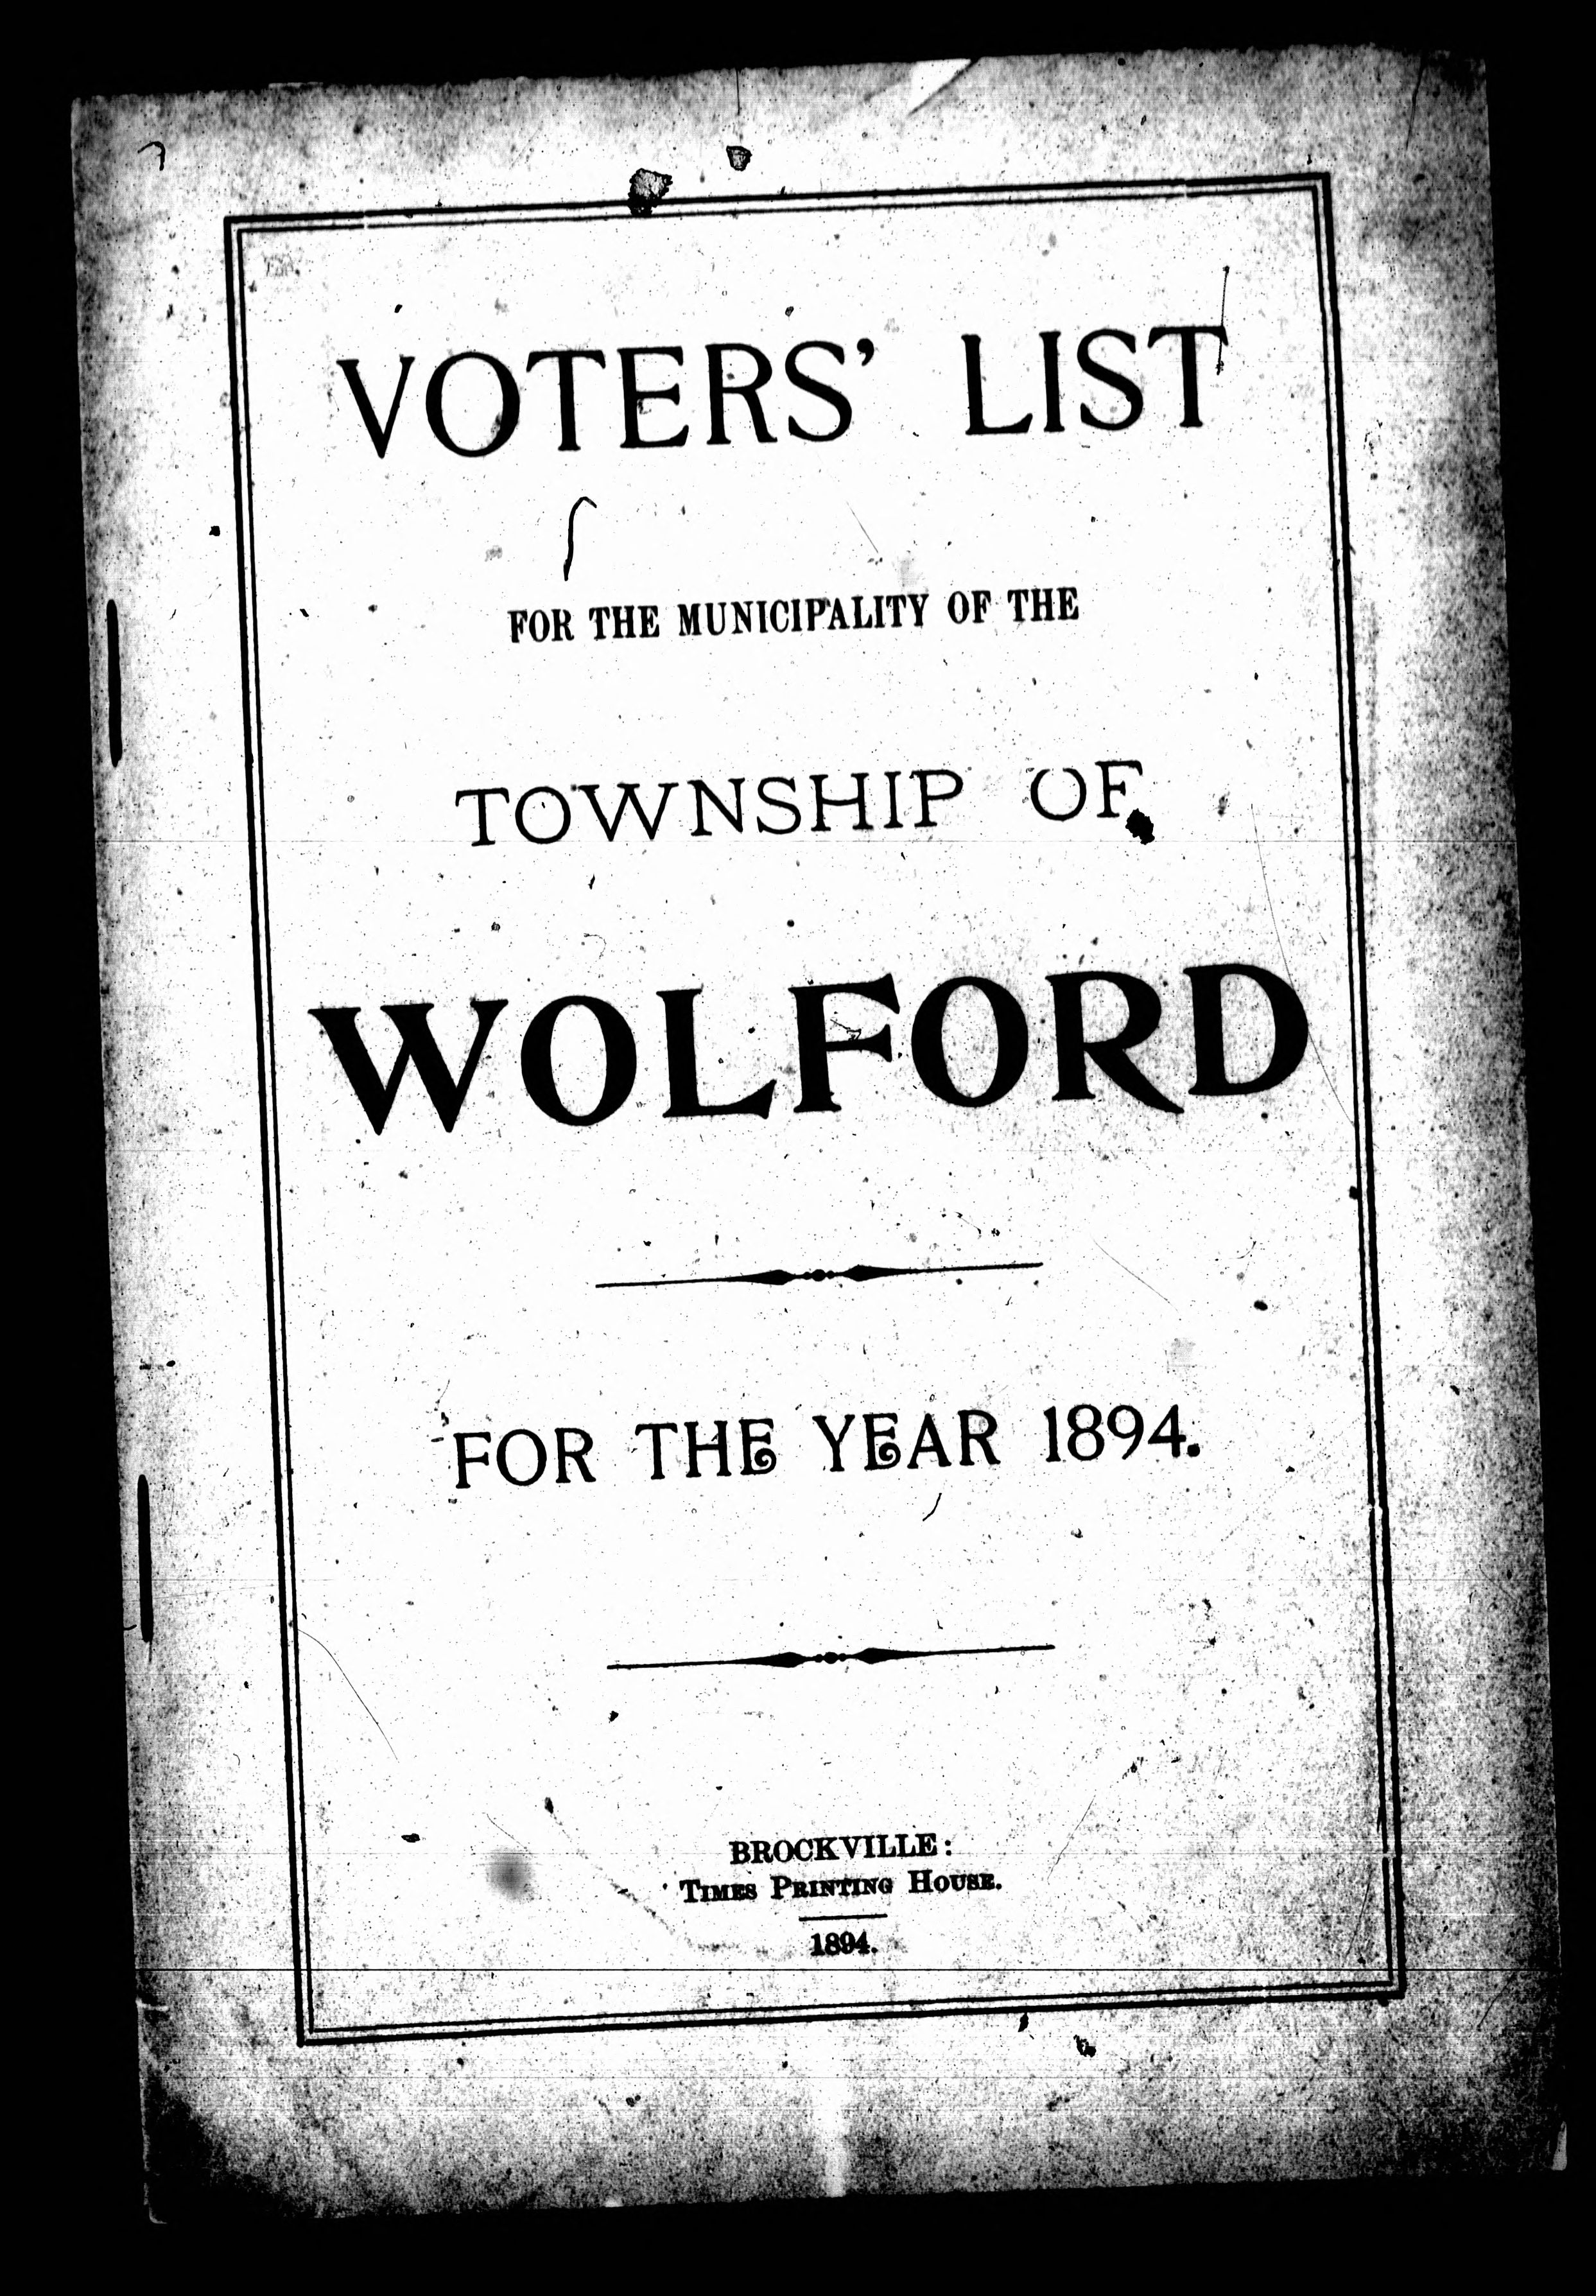 VOTERS' LIST
FOR THE MUNICIPALITY OF THE
TOWNSHIP OF
WOLFORD
FOR THE YEAR 1894.
BROCKVILLE:
TIMES PRINTING HOUSE.
1894.